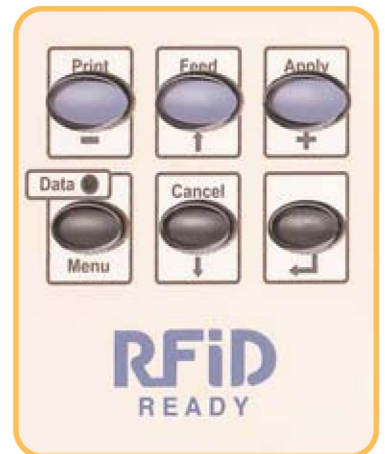 Print Feed Apply
− ↑ +
Data
Cancel
Menu ↓ ↵
RFiD
READY